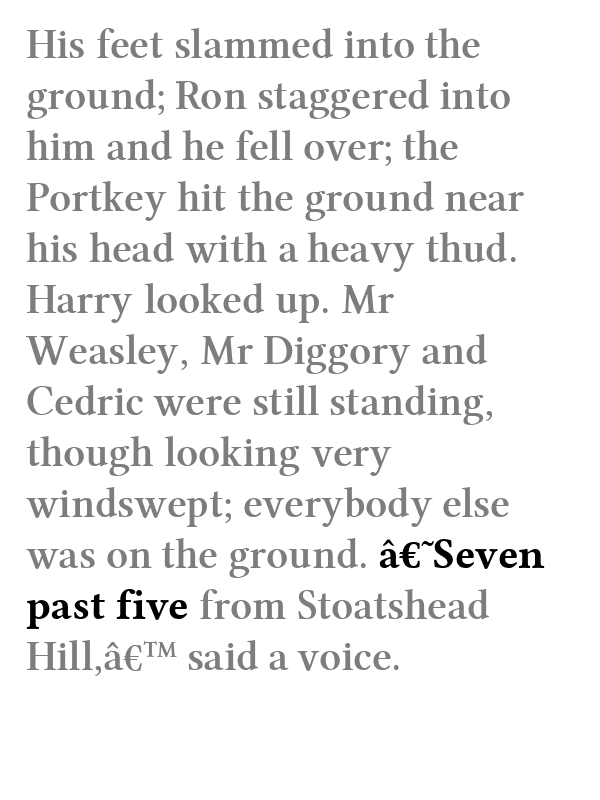 His feet slammed into the
ground; Ron staggered into
him and he fell over; the
Portkey hit the ground near
his head with a heavy thud.
Harry looked up. Mr
Weasley, Mr Diggory and
Cedric were still standing,
though looking very
windswept; everybody else
was on the ground. â€˜Seven
past five from Stoatshead
Hill,â€™ said a voice.